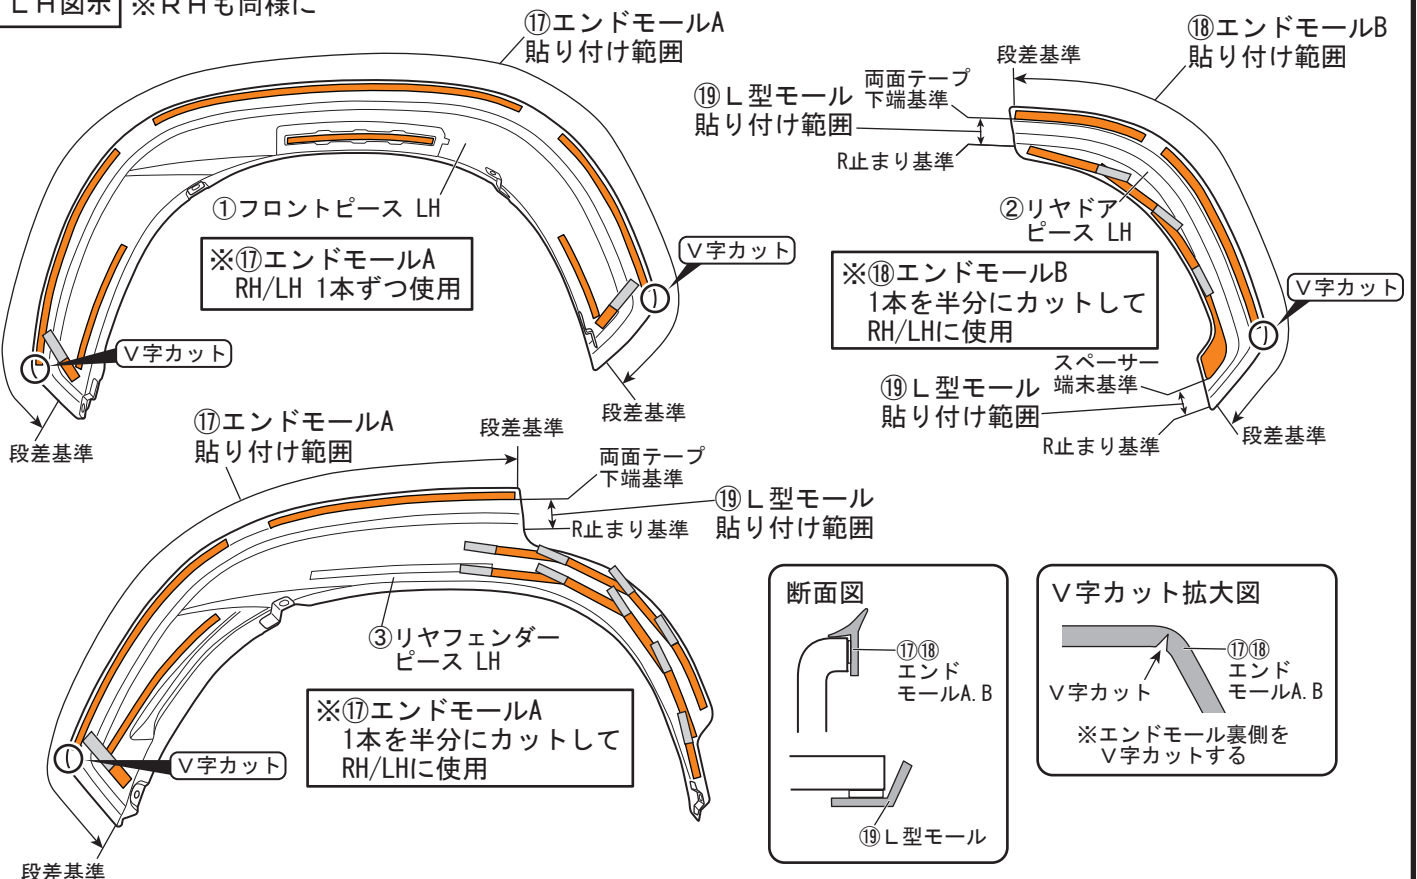 LH図示 ※RHも同様に
⑰エンドモールA
貼り付け範囲
①フロントピース LH
※⑰エンドモールA
RH/LH 1本ずつ使用
V字カット
V字カット
段差基準
段差基準
⑱エンドモールB
貼り付け範囲
段差基準
両面テープ
下端基準
⑲L型モール
貼り付け範囲
R止まり基準
②リヤドア
ピース LH
※⑱エンドモールB
1本を半分にカットして
RH/LHに使用
V字カット
スペーサー
端末基準
⑲L型モール
貼り付け範囲
R止まり基準
段差基準
⑰エンドモールA
貼り付け範囲
段差基準
両面テープ
下端基準
⑲L型モール
貼り付け範囲
R止まり基準
③リヤフェンダー
ピース LH
※⑰エンドモールA
1本を半分にカットして
RH/LHに使用
V字カット
段差基準
断面図
⑰⑱
エンド
モールA.B
⑲L型モール
V字カット拡大図
⑰⑱
エンド
モールA.B
V字カット
※エンドモール裏側を
V字カットする